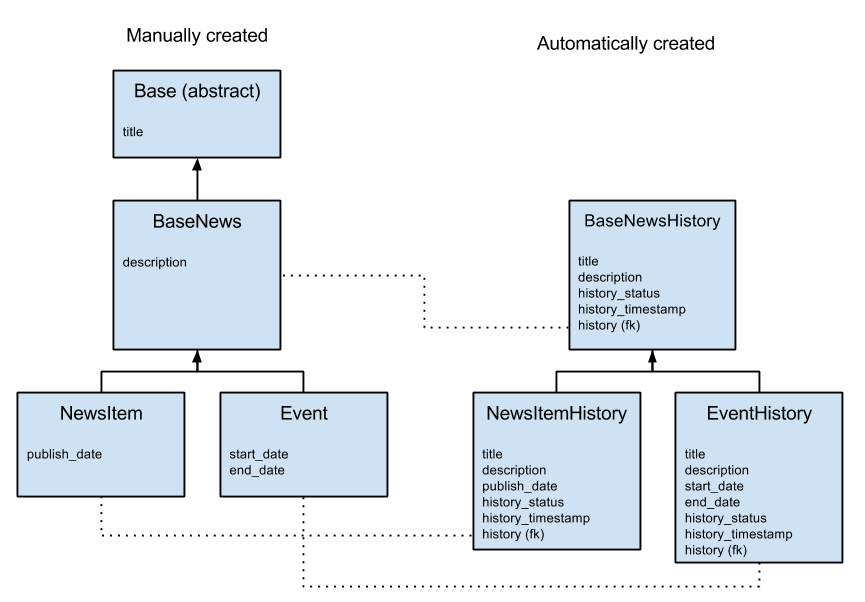 Manually created
Automatically created
Base (abstract)
title
BaseNews
description
BaseNewsHistory
title
description
history_status
history_timestamp
history (fk)
NewsItem
publish_date
Event
start_date
end_date
NewsItemHistory
title
description
publish_date
history_status
history_timestamp
history (fk)
EventHistory
title
description
start_date
end_date
history_status
history_timestamp
history (fk)